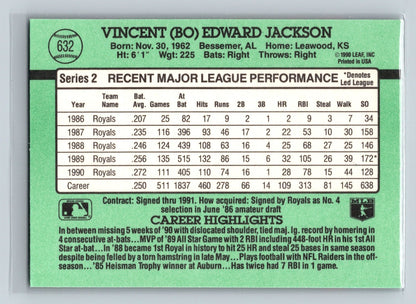 632
VINCENT (BO) EDWARD JACKSON
Born: Nov. 30, 1962 Bessemer, AL Home: Leawood, KS
Ht: 6'1" Wgt: 225 Bats: Right Throws: Right
© 1990 LEAF, INC.
Printed in USA
Series 2 RECENT MAJOR LEAGUE PERFORMANCE *Denotes Led League
Year Team Name Bat. Avg. Games At Bat Hits Runs 2B 3B HR RBI Steal Walk SO
1986 Royals .207 25 82 17 9 2 1 2 9 3 7 34
1987 Royals .235 116 396 93 46 17 2 22 53 10 30 158
1988 Royals .246 124 439 108 63 16 4 25 68 27 25 146
1989 Royals .256 135 515 132 86 15 6 32 105 26 39 172*
1990 Royals .272 111 405 110 74 16 1 28 78 15 44 128
Career .250 511 1837 460 278 66 14 109 313 81 145 638
Contract: Signed thru 1991. How acquired: Signed by Royals as No. 4
selection in June '86 amateur draft
CAREER HIGHLIGHTS
In between missing 5 weeks of '90 with dislocated shoulder, tied maj. lg. record by homering in
4 consecutive at-bats...MVP of '89 All Star Game with 2 RBI including 448-foot HR in his 1st All
Star at-bat...In '88 became 1st Royal in history to hit 25 HR and steal 25 bases in same season
despite being felled by a torn hamstring in late May...Plays football with NFL Raiders in the off-
season...'85 Heisman Trophy winner at Auburn...Has twice had 7 RBI in 1 game.